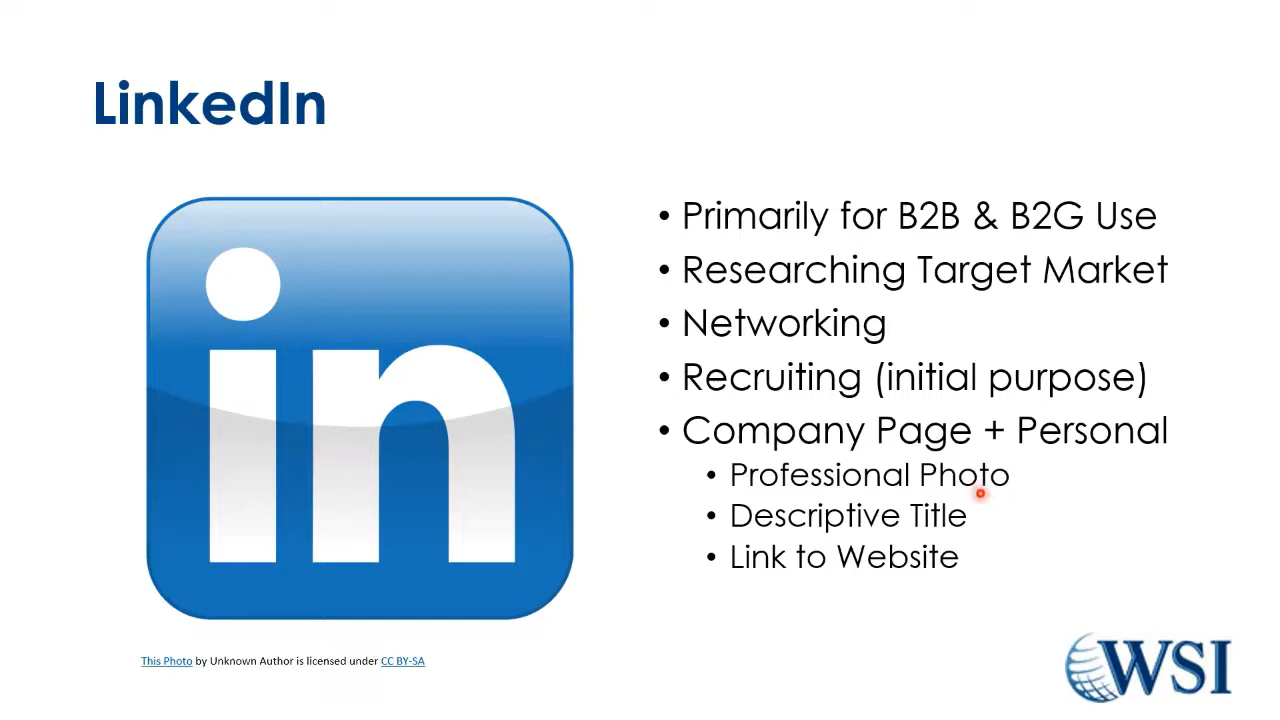 LinkedIn
in
• Primarily for B2B & B2G Use
• Researching Target Market
• Networking
• Recruiting (initial purpose)
• Company Page + Personal
• Professional Photo
• Descriptive Title
• Link to Website
This Photo by Unknown Author is licensed under CC BY-SA
WSI